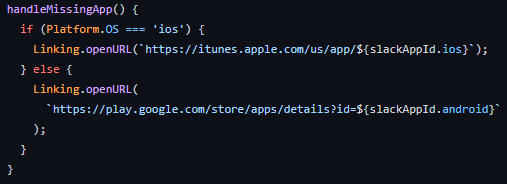 handleMissingApp() {
  if (Platform.OS === 'ios') {
    Linking.openURL(`https://itunes.apple.com/us/app/${slackAppId.ios}`);
  } else {
    Linking.openURL(
      `https://play.google.com/store/apps/details?id=${slackAppId.android}`
    );
  }
}